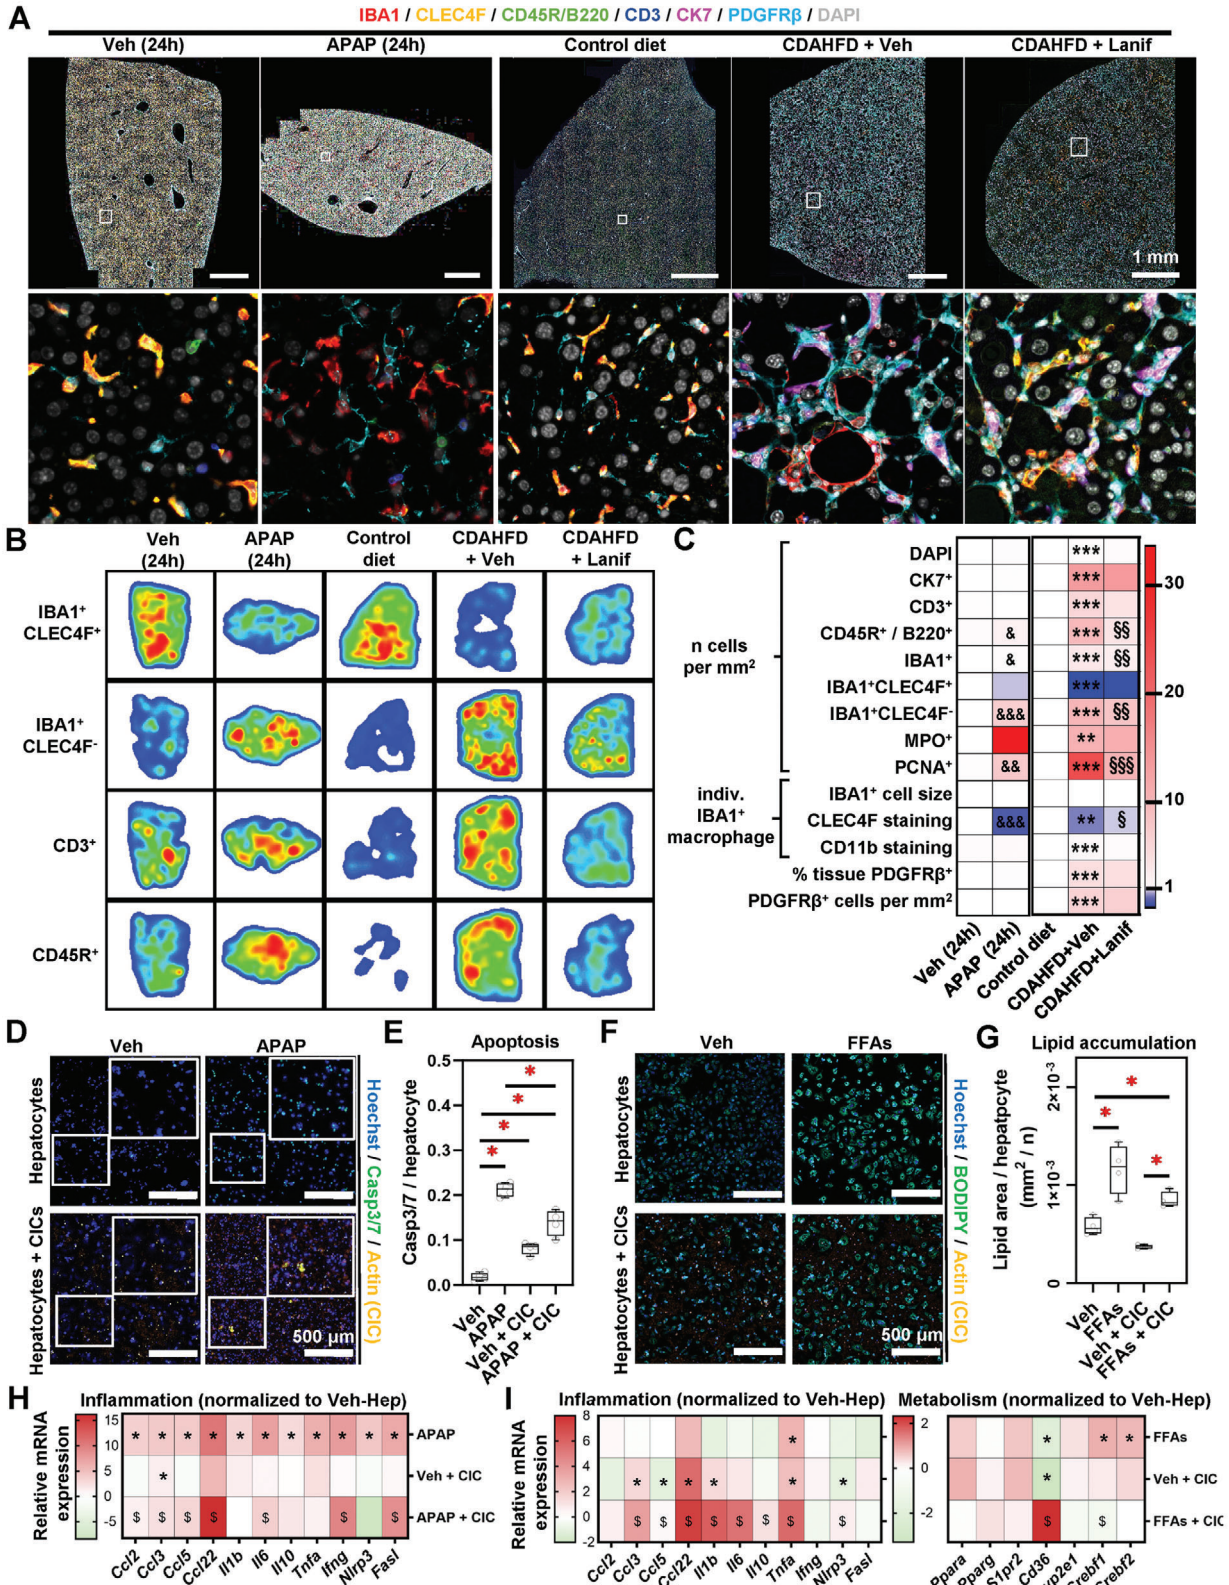 A
IBA1 / CLEC4F / CD45R/B220 / CD3 / CK7 / PDGFRβ / DAPI
Veh (24h) APAP (24h) Control diet CDAHFD + Veh CDAHFD + Lanif
1 mm
B
Veh (24h) APAP (24h) Control diet CDAHFD + Veh CDAHFD + Lanif
IBA1⁺ CLEC4F⁺
IBA1⁺ CLEC4F⁻
CD3⁺
CD45R⁺
C
n cells per mm²
DAPI ***
CK7⁺ ***
CD3⁺ ***
CD45R⁺ / B220⁺ & *** §§
IBA1⁺ & *** §§
IBA1⁺CLEC4F⁺ ***
IBA1⁺CLEC4F⁻ &&& *** §§
MPO⁺ **
PCNA⁺ && *** §§§
indiv. IBA1⁺ macrophage
IBA1⁺ cell size
CLEC4F staining &&& ** §
CD11b staining ***
% tissue PDGFRβ⁺ ***
PDGFRβ⁺ cells per mm² ***
30
20
10
1
Veh (24h) APAP (24h) Control diet CDAHFD+Veh CDAHFD+Lanif
D
Veh APAP
Hepatocytes
Hepatocytes + CICs
500 µm
Hoechst / Casp3/7 / Actin (CIC)
E
Apoptosis
Casp3/7 / hepatocyte
0.5
0.4
0.3
0.2
0.1
0.0
* * * *
Veh APAP Veh + CIC APAP + CIC
F
Veh FFAs
Hepatocytes
Hepatocytes + CICs
500 µm
Hoechst / BODIPY / Actin (CIC)
G
Lipid accumulation
Lipid area / hepatpcyte (mm² / n)
2×10⁻³
1×10⁻³
0
* * *
Veh FFAs Veh + CIC FFAs + CIC
H
Inflammation (normalized to Veh-Hep)
Relative mRNA expression
15
10
5
0
-5
* * * * * * * * * * * APAP
* Veh + CIC
$ $ $ $ $ $ $ APAP + CIC
Ccl2 Ccl3 Ccl5 Ccl22 Il1b Il6 Il10 Tnfa Ifng Nlrp3 Fasl
I
Inflammation (normalized to Veh-Hep)
Relative mRNA expression
8
6
4
2
0
-2
*
* * * * * *
$ $ $ $ $ $ $ $
Ccl2 Ccl3 Ccl5 Ccl22 Il1b Il6 Il10 Tnfa Ifng Nlrp3 Fasl
Metabolism (normalized to Veh-Hep)
2
0
-2
* * * FFAs
* Veh + CIC
$ $ FFAs + CIC
Ppara Pparg S1pr2 Cd36 Srebf1 Srebf2